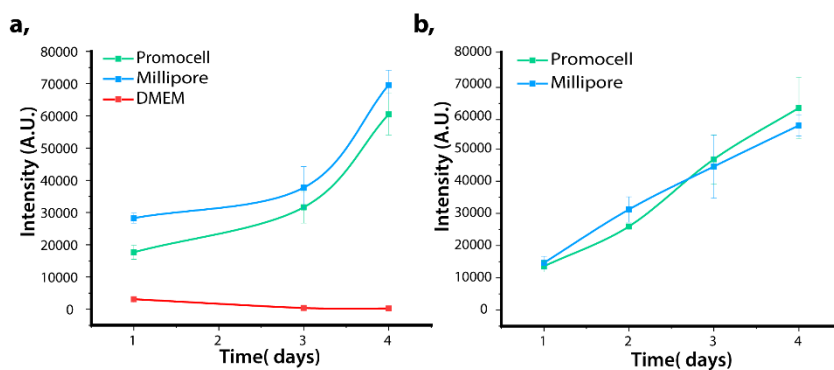 a,
Promocell
Millipore
DMEM
Intensity (A.U.)
80000
70000
60000
50000
40000
30000
20000
10000
0
1 2 3 4
Time( days)
b,
Promocell
Millipore
Intensity (A.U.)
80000
70000
60000
50000
40000
30000
20000
10000
0
1 2 3 4
Time( days)